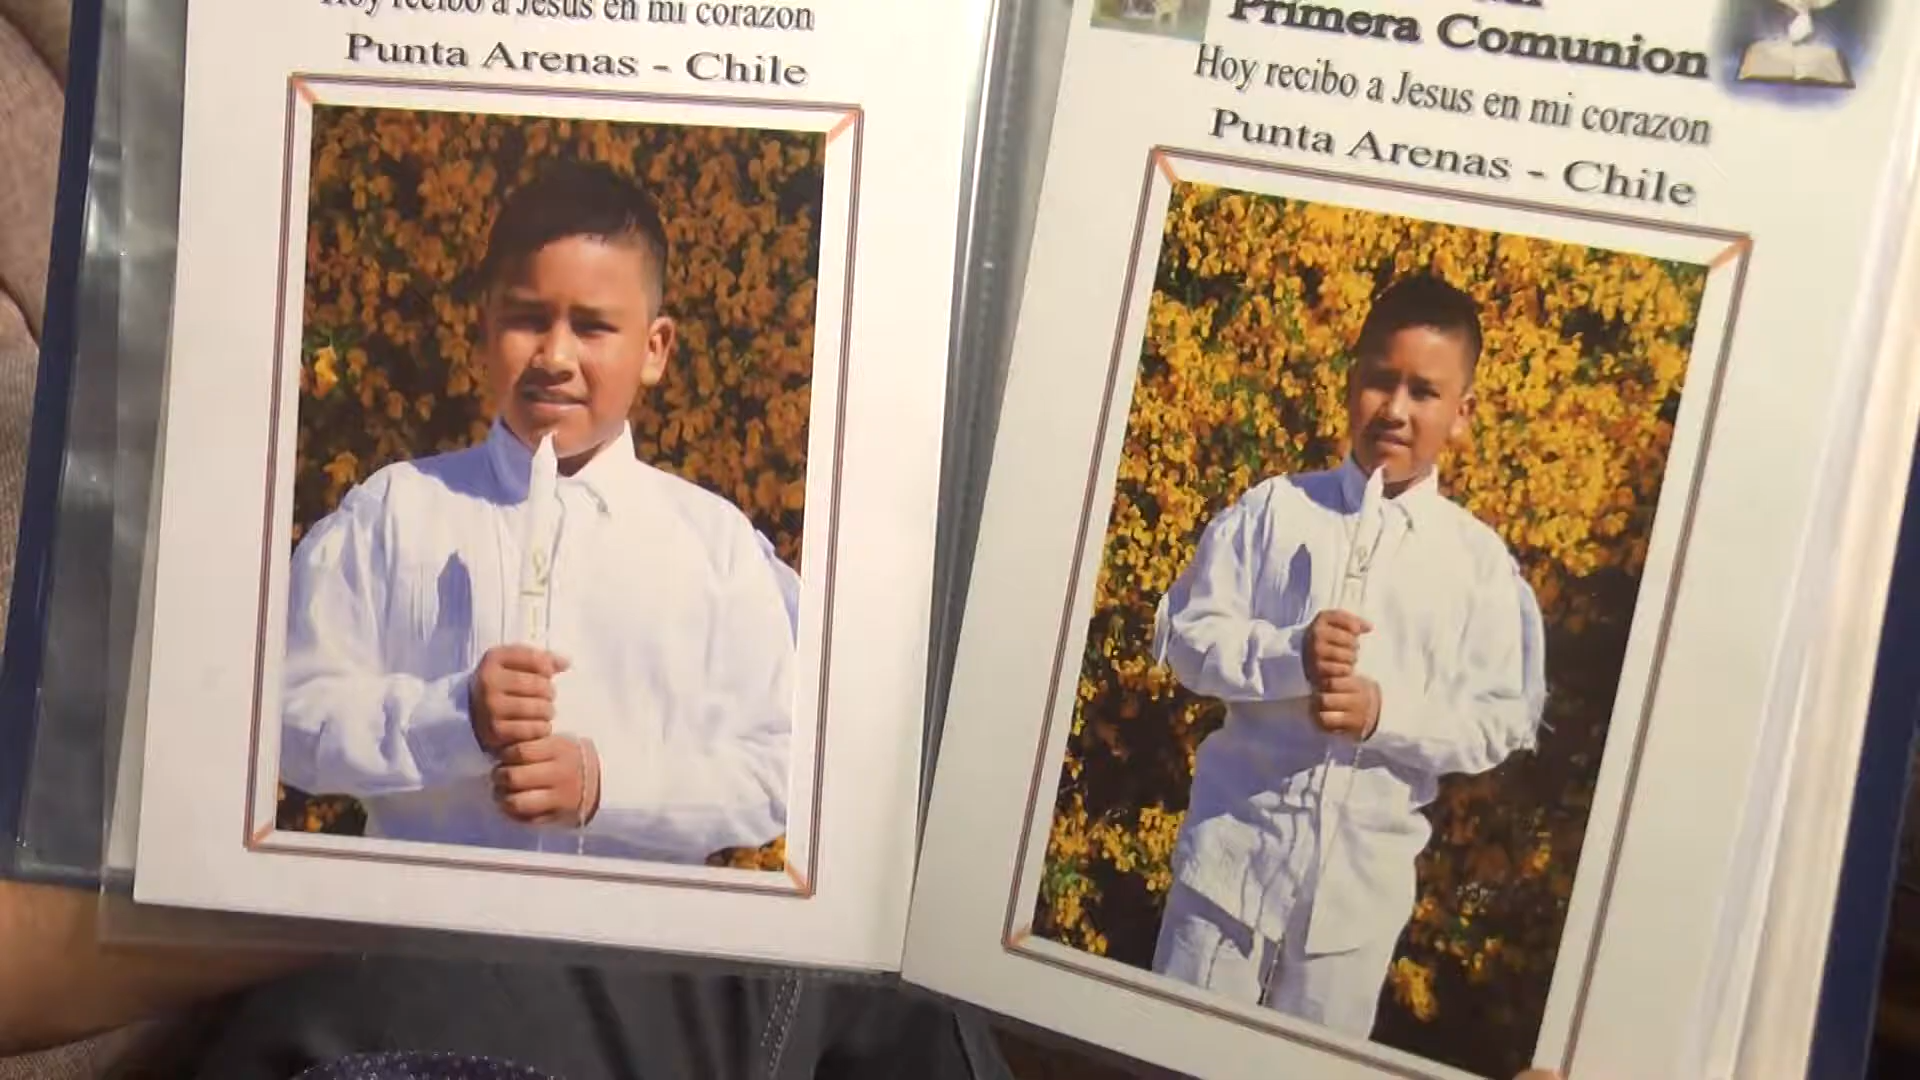 Hoy recibo a Jesus en mi corazon
Punta Arenas - Chile
Primera Comunion
Hoy recibo a Jesus en mi corazon
Punta Arenas - Chile